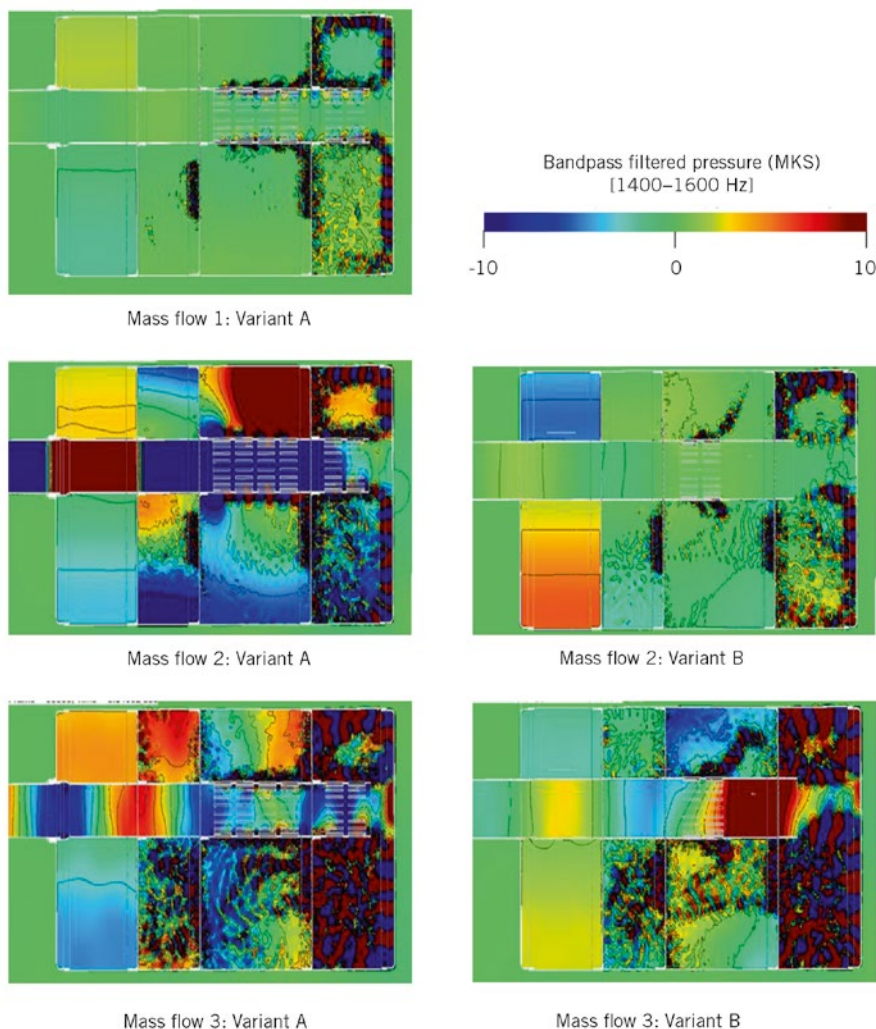 Bandpass filtered pressure (MKS)
[1400–1600 Hz]
-10 0 10
Mass flow 1: Variant A
Mass flow 2: Variant A
Mass flow 2: Variant B
Mass flow 3: Variant A
Mass flow 3: Variant B